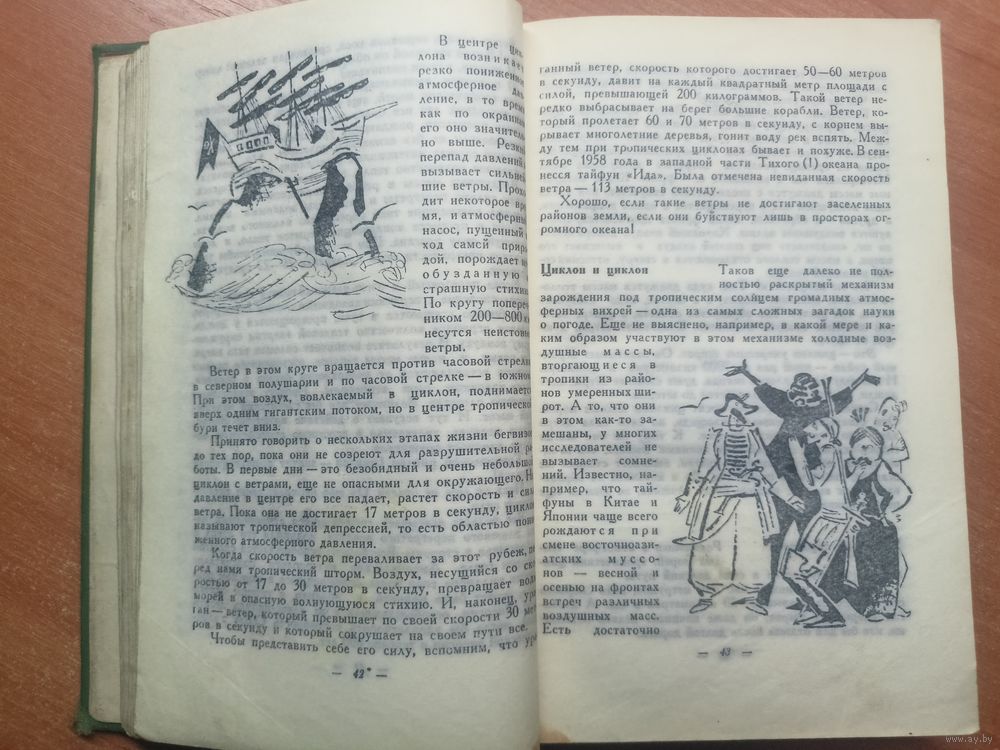 В центре цик-
лона возникает
резко пониженное
атмосферное дав-
ление, в то время
как по окраинам
его оно значитель-
но выше. Резкий
перепад давлений
вызывает сильней-
шие ветры. Прохо-
дит некоторое вре-
мя, и атмосферный
насос, пущенный в
ход самой приро-
дой, порождает не-
обузданную
страшную стихию.
По кругу попереч-
ником 200—800
несутся неистовые
ветры.
Ветер в этом круге вращается против часовой стрелки
в северном полушарии и по часовой стрелке — в южном.
При этом воздух, вовлекаемый в циклон, поднимается
вверх одним гигантским потоком, но в центре тропической
бури течет вниз.
Принято говорить о нескольких этапах жизни
до тех пор, пока они не созреют для разрушительной ра-
боты. В первые дни — это безобидный и очень небольшой
циклон с ветрами, еще не опасными для окружающего. Но
давление в центре его все падает, растет скорость и сила
ветра. Пока она не достигает 17 метров в секунду, циклон
называют тропической депрессией, то есть областью пони-
женного атмосферного давления.
Когда скорость ветра переваливает за этот рубеж, пе-
ред нами тропический шторм. Воздух, несущийся со ско-
ростью от 17 до 30 метров в секунду, превращает воды
морей в опасную волнующуюся стихию. И, наконец, ура-
ган — ветер, который превышает по своей скорости 30 мет-
ров в секунду и который сокрушает на своем пути все.
Чтобы представить себе его силу, вспомним, что ура-
— 42* —
ганный ветер, скорость которого достигает 50—60 метров
в секунду, давит на каждый квадратный метр площади с
силой, превышающей 200 килограммов. Такой ветер не-
редко выбрасывает на берег большие корабли. Ветер, ко-
торый пролетает 60 и 70 метров в секунду, с корнем вы-
рывает многолетние деревья, гонит воду рек вспять. Меж-
ду тем при тропических циклонах бывает и похуже. В сен-
тябре 1958 года в западной части Тихого (!) океана про-
несся тайфун «Ида». Была отмечена невиданная скорость
ветра — 113 метров в секунду.
Хорошо, если такие ветры не достигают заселенных
районов земли, если они буйствуют лишь в просторах ог-
ромного океана!
Циклон и циклон Таков еще далеко не пол-
ностью раскрытый механизм
зарождения под тропическим солнцем громадных атмос-
ферных вихрей — одна из самых сложных загадок науки
о погоде. Еще не выяснено, например, в какой мере и ка-
ким образом участвуют в этом механизме холодные воз-
душные массы,
вторгающиеся в
тропики из райо-
нов умеренных ши-
рот. А то, что они
в этом как-то за-
мешаны, у многих
исследователей не
вызывает сомне-
ний. Известно, на-
пример, что тай-
фуны в Китае и
Японии чаще всего
рождаются при
смене восточноази-
атских муссо-
нов — весной и
осенью на фронтах
встреч различных
воздушных масс.
Есть достаточно
— 43 —
www.ay.by